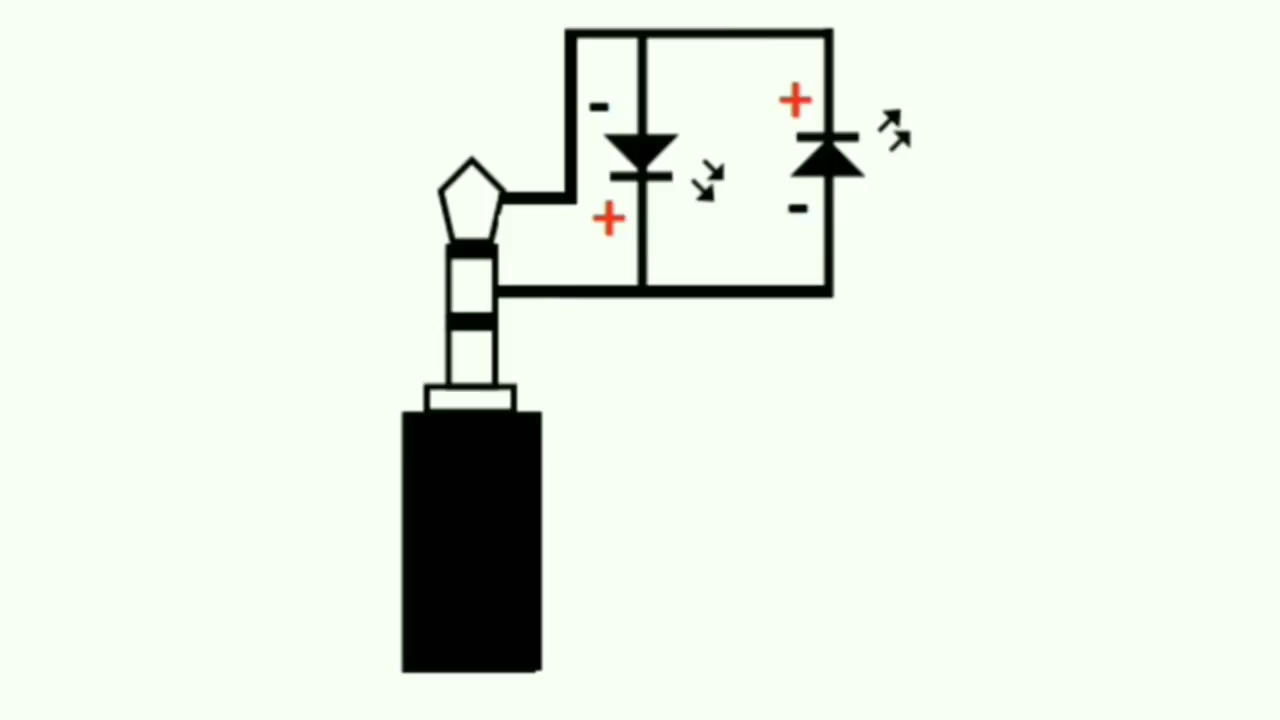 - +
+ -